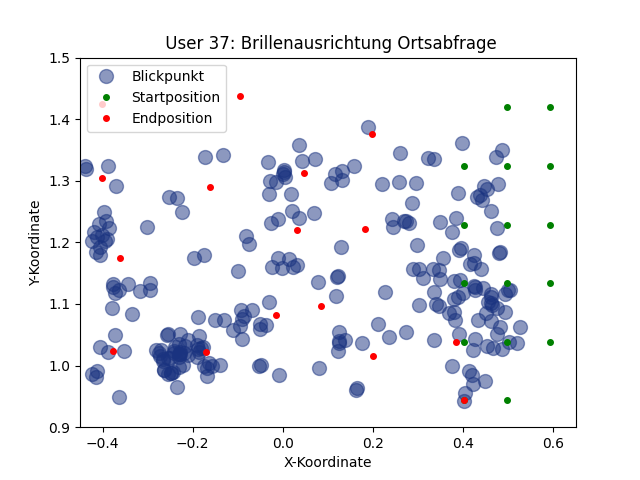 User 37: Brillenausrichtung Ortsabfrage
Blickpunkt
Startposition
Endposition
Y-Koordinate
1.5
1.4
1.3
1.2
1.1
1.0
0.9
−0.4 −0.2 0.0 0.2 0.4 0.6
X-Koordinate